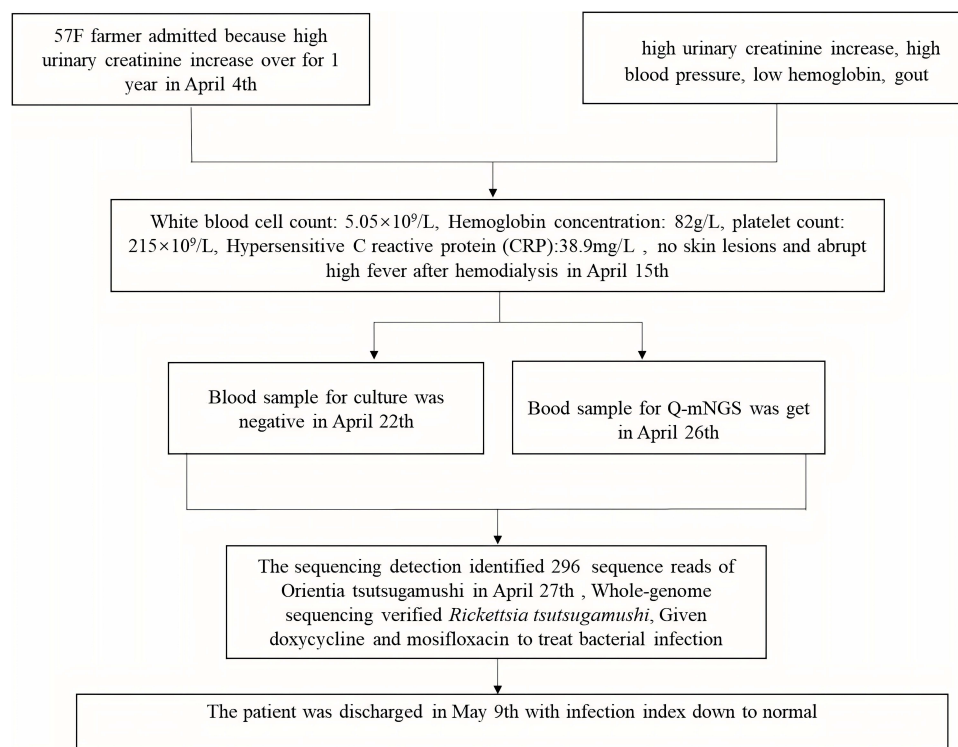 57F farmer admitted because high
urinary creatinine increase over for 1
year in April 4th
high urinary creatinine increase, high
blood pressure, low hemoglobin, gout
White blood cell count: 5.05×10⁹/L, Hemoglobin concentration: 82g/L, platelet count:
215×10⁹/L, Hypersensitive C reactive protein (CRP):38.9mg/L , no skin lesions and abrupt
high fever after hemodialysis in April 15th
Blood sample for culture was
negative in April 22th
Bood sample for Q-mNGS was get
in April 26th
The sequencing detection identified 296 sequence reads of
Orientia tsutsugamushi in April 27th , Whole-genome
sequencing verified Rickettsia tsutsugamushi, Given
doxycycline and mosifloxacin to treat bacterial infection
The patient was discharged in May 9th with infection index down to normal